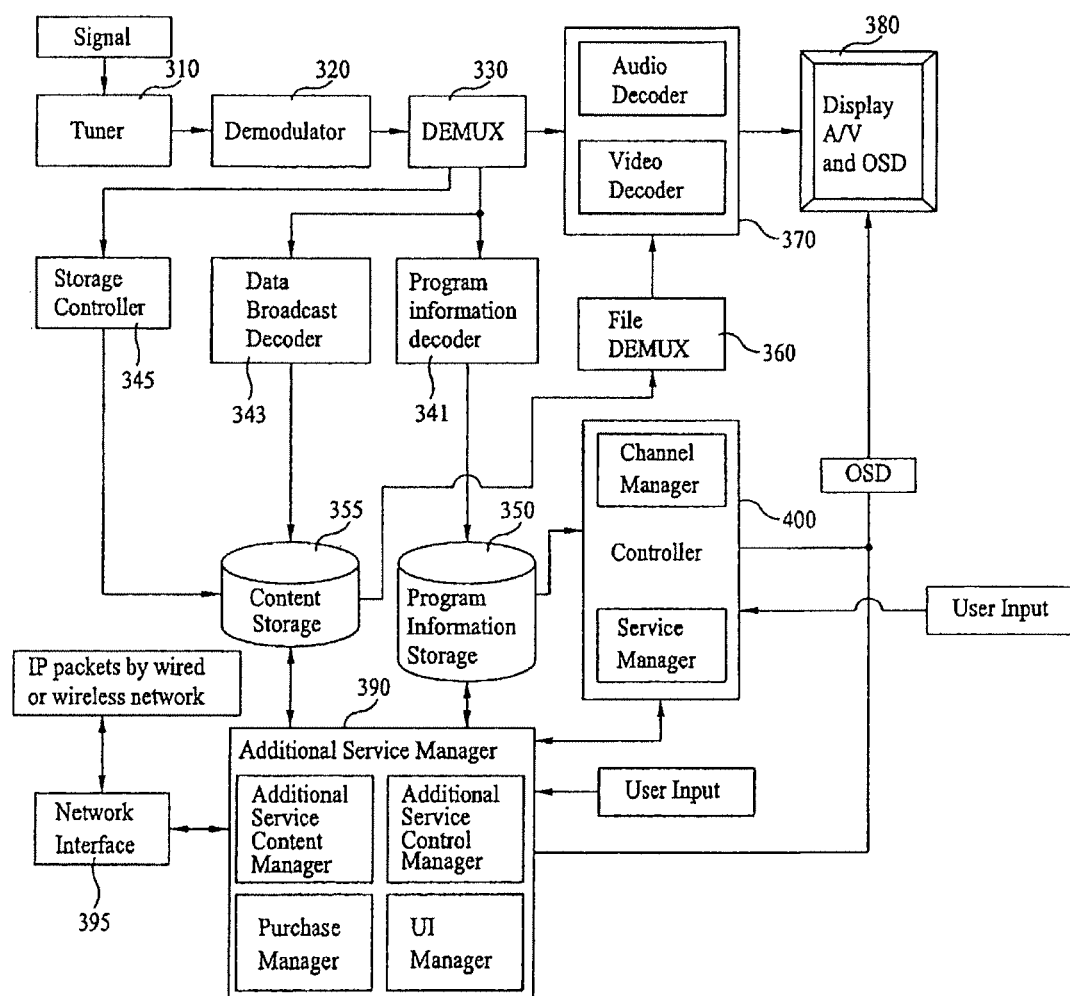 Signal
310
320
330
380
Tuner
Demodulator
DEMUX
Audio
Decoder
Video
Decoder
370
Display
A/V
and OSD
Storage
Controller
345
Data
Broadcast
Decoder
343
Program
information
decoder
341
File
DEMUX
360
355
Content
Storage
350
Program
Information
Storage
Channel
Manager
Controller
Service
Manager
400
OSD
User Input
IP packets by wired
or wireless network
Network
Interface
395
390
Additional Service Manager
Additional
Service
Content
Manager
Additional
Service
Control
Manager
Purchase
Manager
UI
Manager
User Input